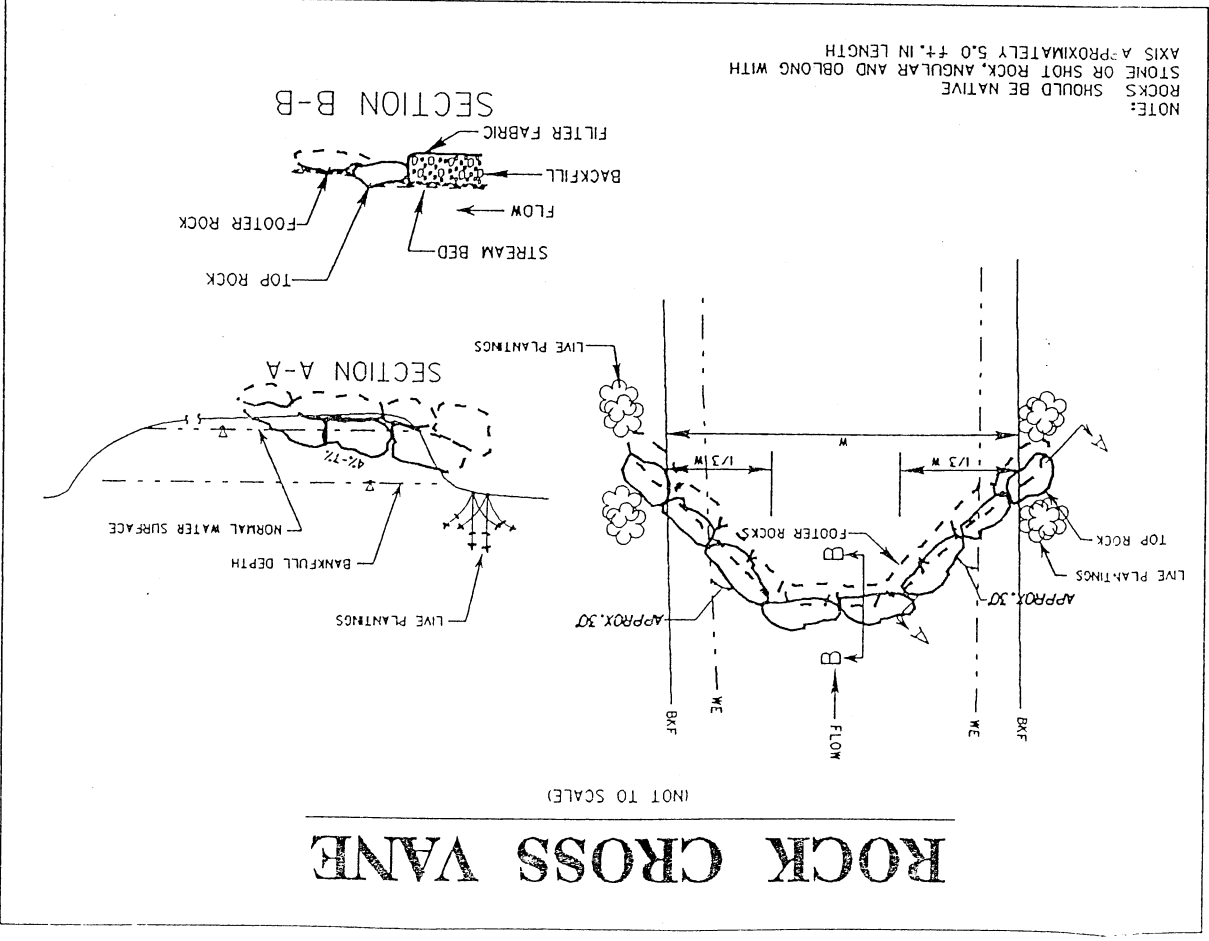 ROCK CROSS VANE
(NOT TO SCALE)
BKF
WE
FLOW
WE
BKF
B
B
A
A
APPROX. 30°
APPROX. 30°
LIVE PLANTINGS
TOP ROCK
FOOTER ROCKS
1/3 W
1/3 W
W
LIVE PLANTINGS
LIVE PLANTINGS
BANKFULL DEPTH
NORMAL WATER SURFACE
4%-7%
SECTION A-A
TOP ROCK
STREAM BED
FLOW
FOOTER ROCK
BACKFILL
FILTER FABRIC
SECTION B-B
NOTE:
ROCKS SHOULD BE NATIVE
STONE OR SHOT ROCK, ANGULAR AND OBLONG WITH
AXIS APPROXIMATELY 5.0 ft. IN LENGTH